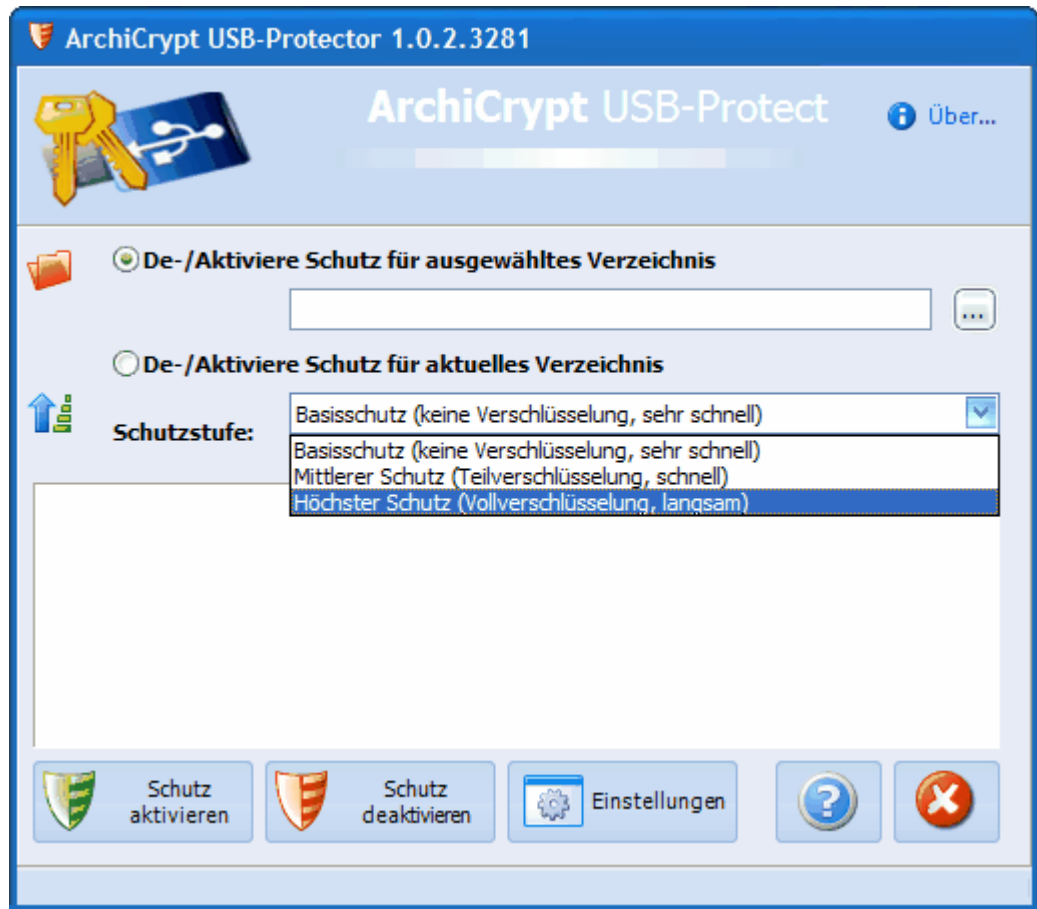 ArchiCrypt USB-Protector 1.0.2.3281
ArchiCrypt USB-Protect
Über...
De-/Aktiviere Schutz für ausgewähltes Verzeichnis
...
De-/Aktiviere Schutz für aktuelles Verzeichnis
Schutzstufe:
Basisschutz (keine Verschlüsselung, sehr schnell)
Basisschutz (keine Verschlüsselung, sehr schnell)
Mittlerer Schutz (Teilverschlüsselung, schnell)
Höchster Schutz (Vollverschlüsselung, langsam)
Schutz
aktivieren
Schutz
deaktivieren
Einstellungen